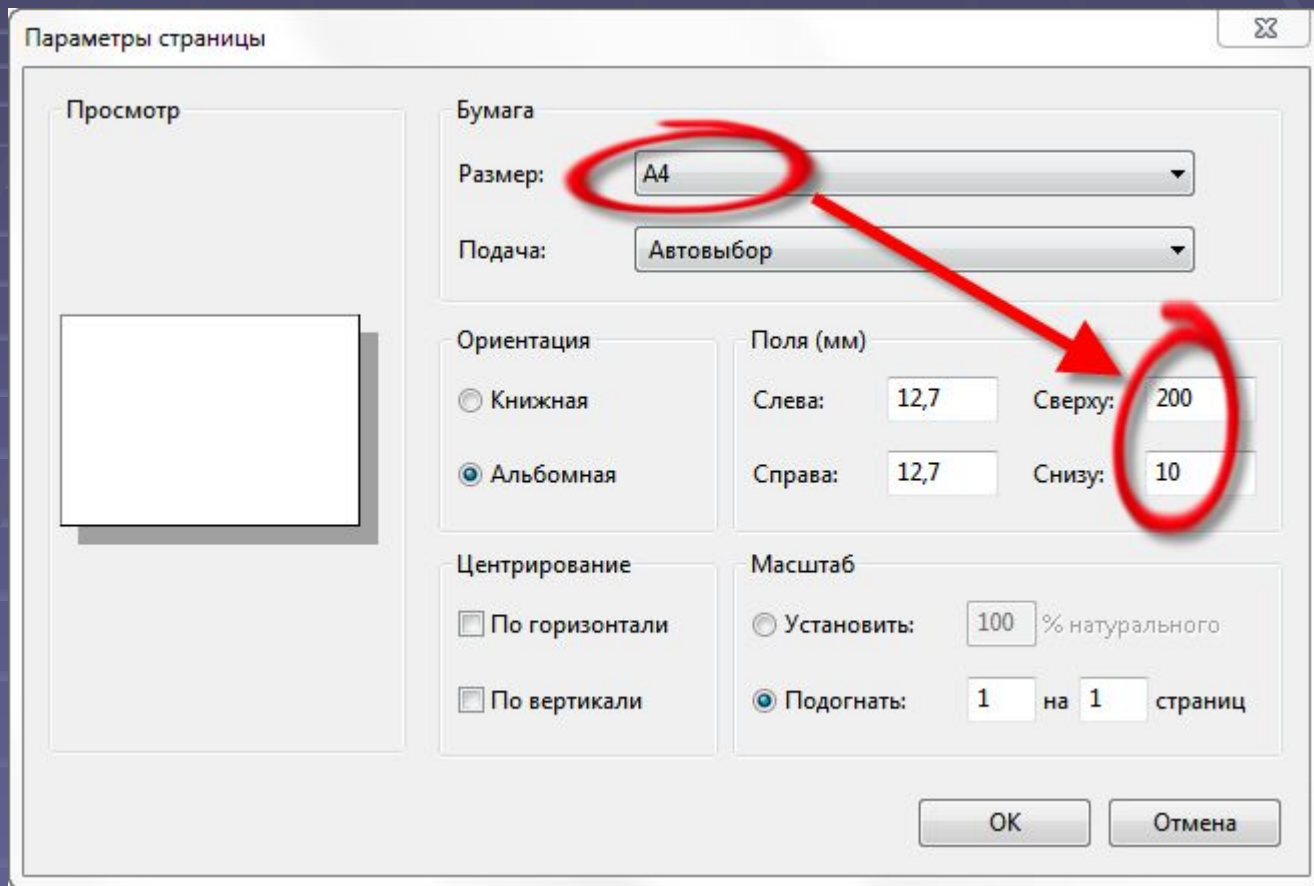 Параметры страницы
Просмотр
Бумага
Размер: A4
Подача: Автовыбор
Ориентация
Книжная
Альбомная
Поля (мм)
Слева: 12,7 Сверху: 200
Справа: 12,7 Снизу: 10
Центрирование
По горизонтали
По вертикали
Масштаб
Установить: 100 % натурального
Подогнать: 1 на 1 страниц
OK Отмена